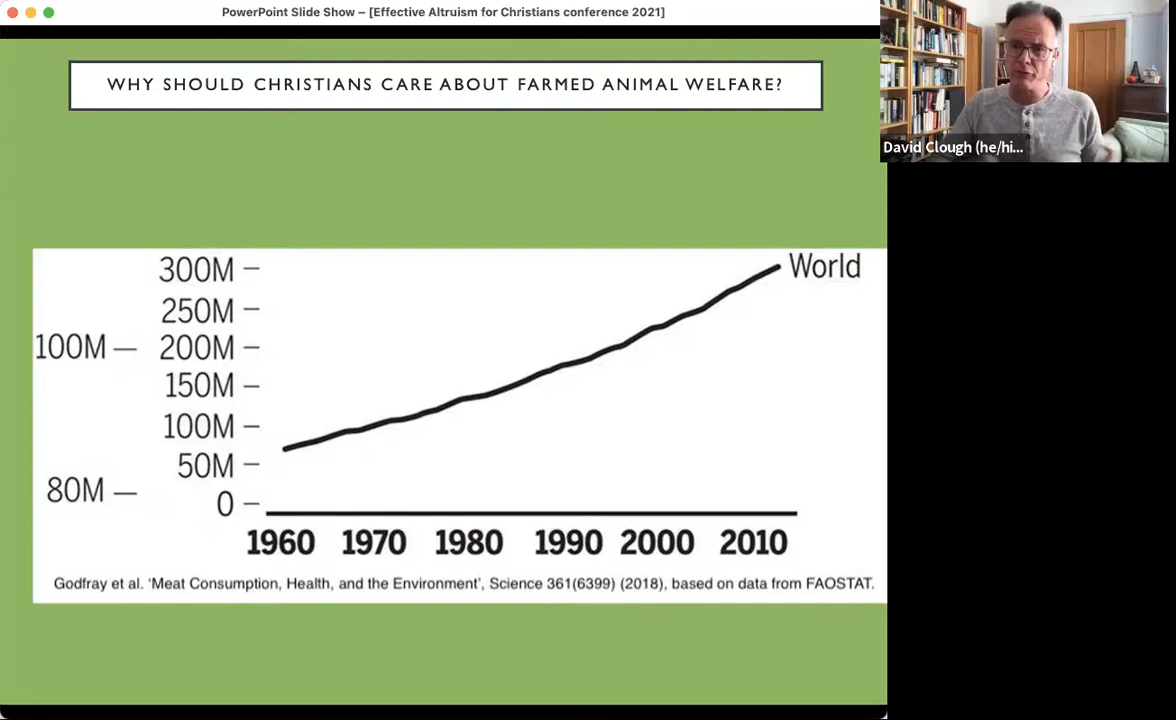 PowerPoint Slide Show – [Effective Altruism for Christians conference 2021]
WHY SHOULD CHRISTIANS CARE ABOUT FARMED ANIMAL WELFARE?
David Clough (he/hi...
300M
World
250M
100M
200M
150M
100M
50M
80M
0
1960 1970 1980 1990 2000 2010
Godfray et al. ‘Meat Consumption, Health, and the Environment’, Science 361(6399) (2018), based on data from FAOSTAT.